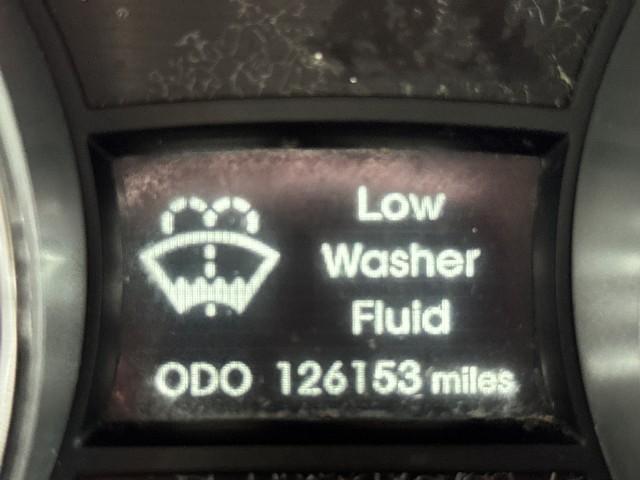 Low
Washer
Fluid
ODO 126153 miles